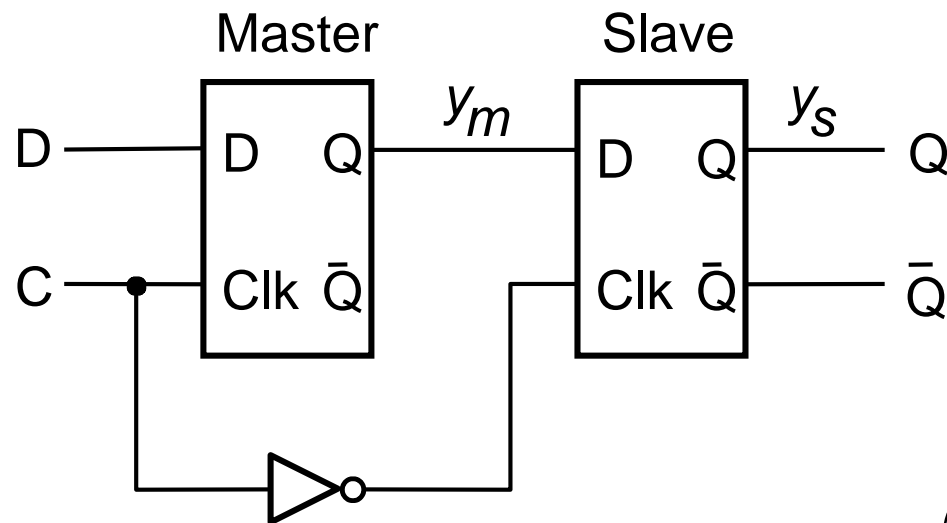 Master Slave
y_m y_s
D D Q D Q Q
C Clk Q̄ Clk Q̄ Q̄